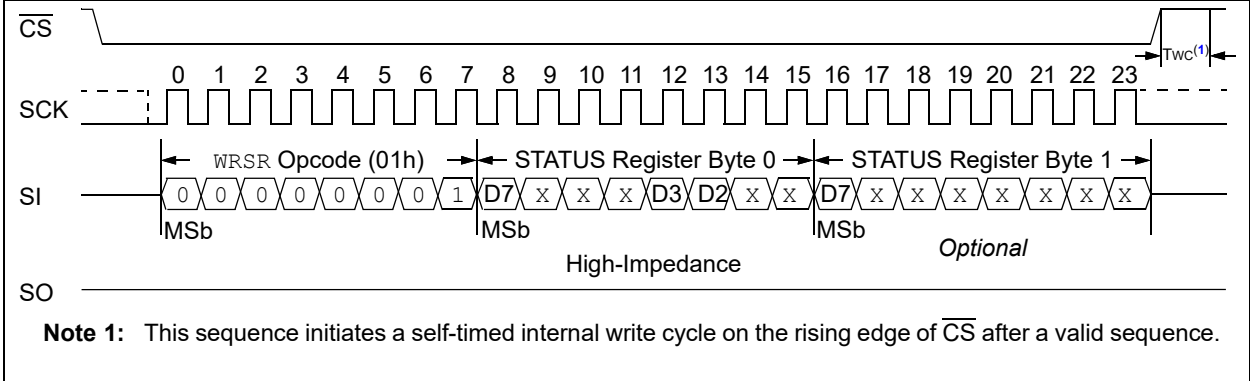 CS
TWC(1)
0 1 2 3 4 5 6 7 8 9 10 11 12 13 14 15 16 17 18 19 20 21 22 23
SCK
WRSR Opcode (01h) STATUS Register Byte 0 STATUS Register Byte 1
SI 0 0 0 0 0 0 0 1 D7 X X X D3 D2 X X D7 X X X X X X X
MSb MSb MSb
Optional
High-Impedance
SO
Note 1: This sequence initiates a self-timed internal write cycle on the rising edge of CS after a valid sequence.